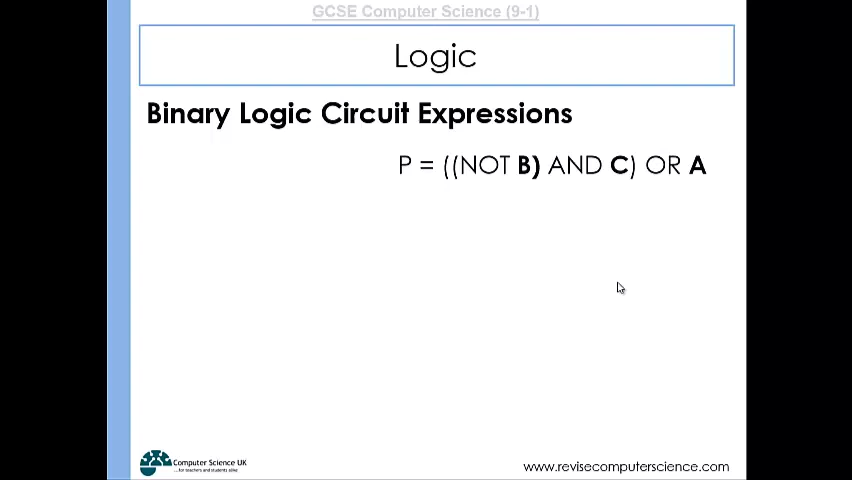 GCSE Computer Science (9-1)
Logic
Binary Logic Circuit Expressions
P = ((NOT B) AND C) OR A
Computer Science UK
...for teachers and students alike
www.revisecomputerscience.com